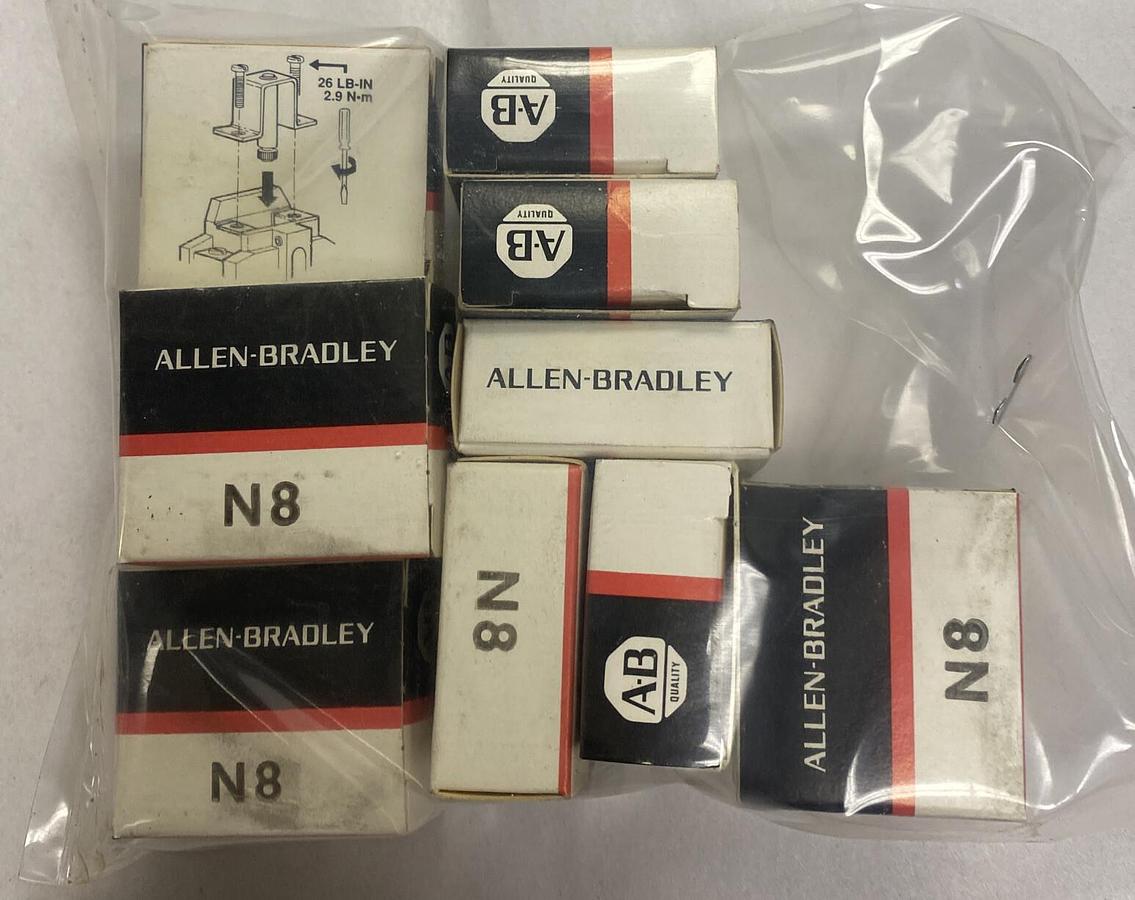 26 LB-IN
2.9 N·m
A·B
QUALITY
A·B
QUALITY
ALLEN-BRADLEY
N8
ALLEN-BRADLEY
ALLEN-BRADLEY
N8
N8
A-B
QUALITY
ALLEN-BRADLEY
N8